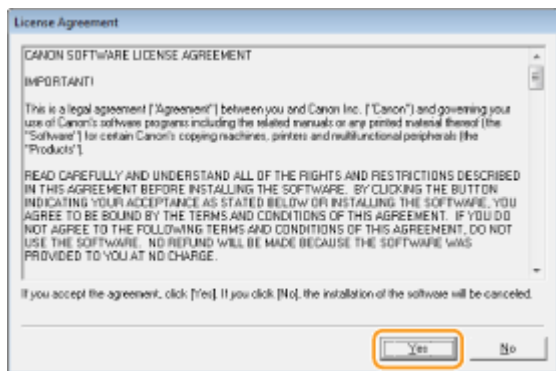 License Agreement
CANON SOFTWARE LICENSE AGREEMENT
IMPORTANT!
This is a legal agreement ("Agreement") between you and Canon Inc. ("Canon") and governing your
use of Canon's software programs including the related manuals or any printed material thereof (the
"Software") for certain Canon's copying machines, printers and multifunctional peripherals (the
"Products").
READ CAREFULLY AND UNDERSTAND ALL OF THE RIGHTS AND RESTRICTIONS DESCRIBED
IN THIS AGREEMENT BEFORE INSTALLING THE SOFTWARE. BY CLICKING THE BUTTON
INDICATING YOUR ACCEPTANCE AS STATED BELOW OR INSTALLING THE SOFTWARE, YOU
AGREE TO BE BOUND BY THE TERMS AND CONDITIONS OF THIS AGREEMENT. IF YOU DO
NOT AGREE TO THE FOLLOWING TERMS AND CONDITIONS OF THIS AGREEMENT, DO NOT
USE THE SOFTWARE. NO REFUND WILL BE MADE BECAUSE THE SOFTWARE WAS
PROVIDED TO YOU AT NO CHARGE.
If you accept the agreement, click [Yes]. If you click [No], the installation of the software will be canceled.
Yes
No